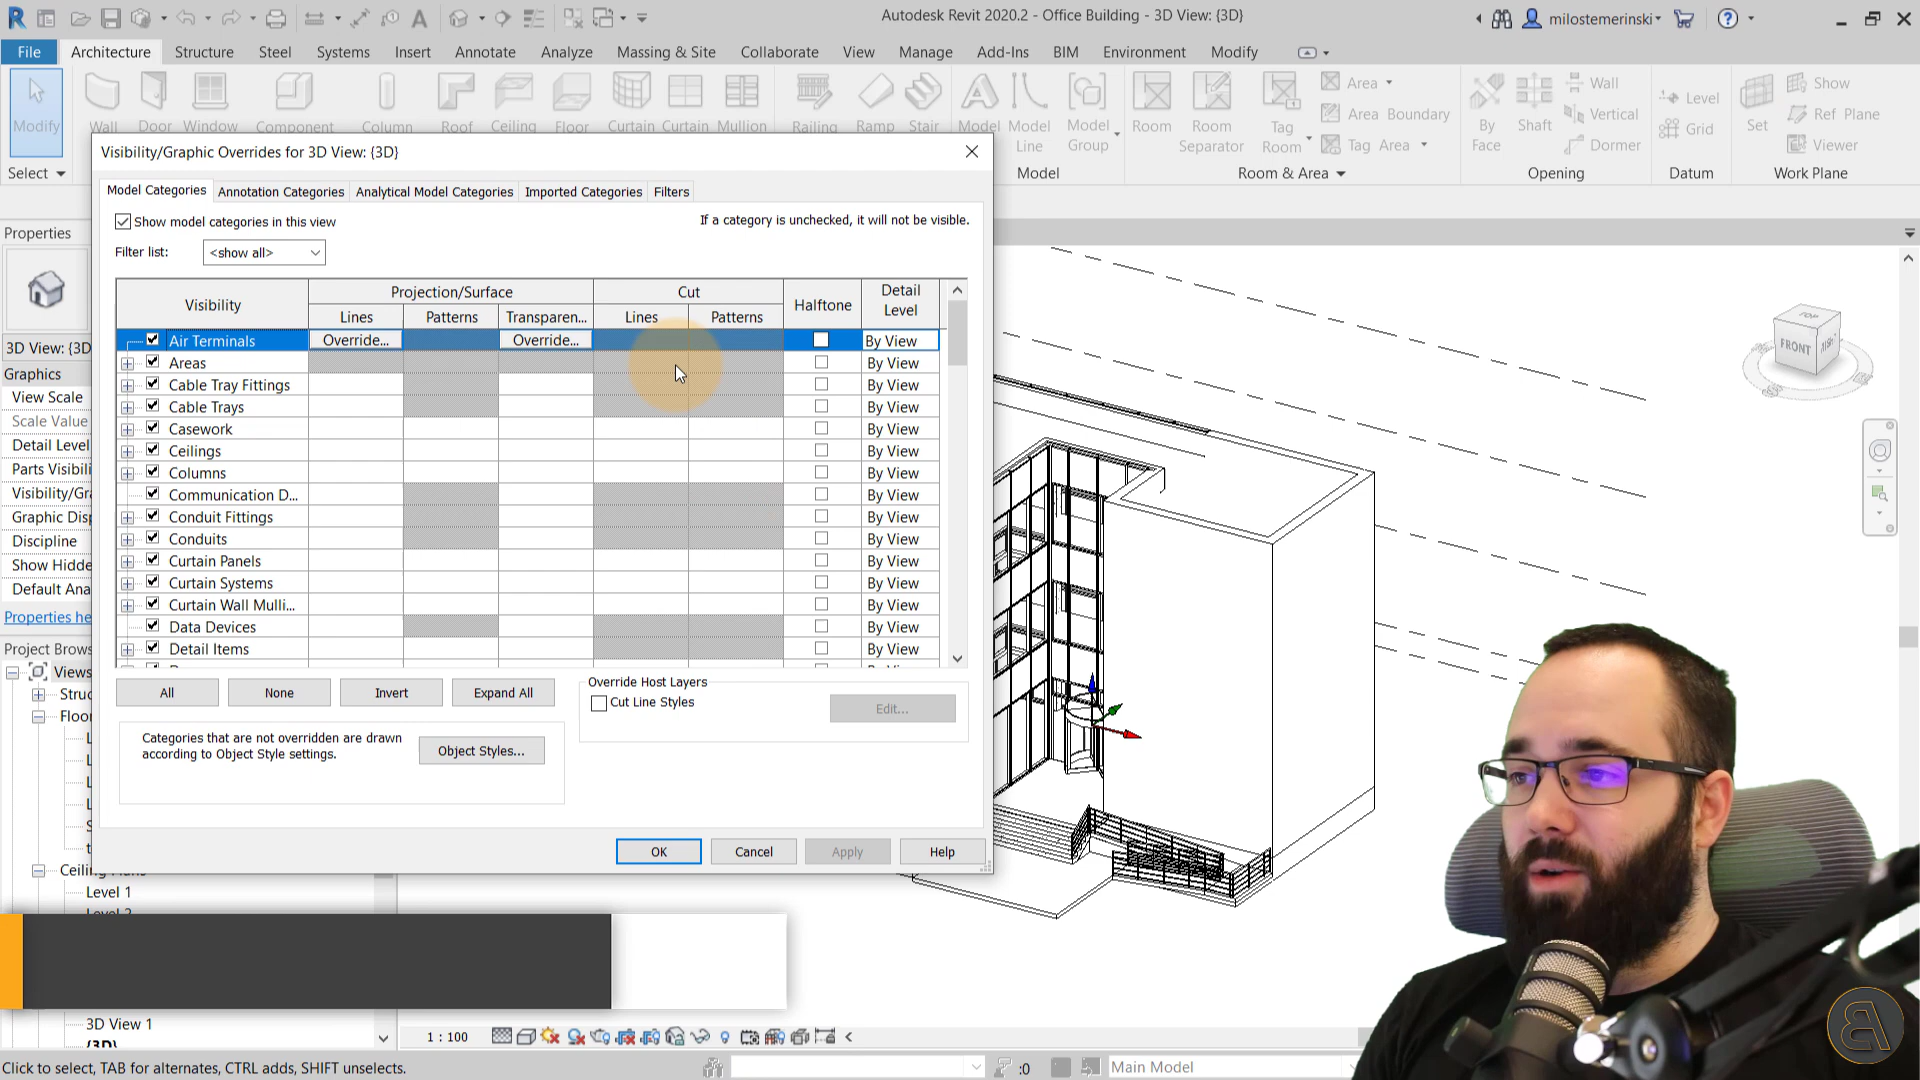 Autodesk Revit 2020.2 - Office Building - 3D View: {3D}
milostemerinski
File
Architecture
Structure
Steel
Systems
Insert
Annotate
Analyze
Massing & Site
Collaborate
View
Manage
Add-Ins
BIM
Environment
Modify
Modify
Wall
Door
Window
Component
Column
Roof
Ceiling
Floor
Curtain
Curtain
Mullion
Railing
Ramp
Stair
Model
Model
Line
Model
Group
Room
Room
Separator
Tag
Room
Area
Area Boundary
Tag Area
By
Face
Shaft
Wall
Vertical
Dormer
Level
Grid
Set
Show
Ref Plane
Viewer
Select
Model
Room & Area
Opening
Datum
Work Plane
Visibility/Graphic Overrides for 3D View: {3D}
Model Categories
Annotation Categories
Analytical Model Categories
Imported Categories
Filters
Show model categories in this view
If a category is unchecked, it will not be visible.
Filter list:
<show all>
Visibility
Projection/Surface
Cut
Halftone
Detail
Level
Lines
Patterns
Transparen...
Lines
Patterns
Air Terminals Override... Override... By View
Areas By View
Cable Tray Fittings By View
Cable Trays By View
Casework By View
Ceilings By View
Columns By View
Communication D... By View
Conduit Fittings By View
Conduits By View
Curtain Panels By View
Curtain Systems By View
Curtain Wall Mulli... By View
Data Devices By View
Detail Items By View
All
None
Invert
Expand All
Override Host Layers
Cut Line Styles
Edit...
Categories that are not overridden are drawn
according to Object Style settings.
Object Styles...
OK
Cancel
Apply
Help
Properties
3D View: {3D
Graphics
View Scale
Scale Value
Detail Level
Parts Visibili
Visibility/Gra
Graphic Disp
Discipline
Show Hidde
Default Ana
Properties he
Project Brows
Views
Struc
Floo
L
L
L
L
S
t
Ceiling Plans
Level 1
Level 2
3D View 1
{3D}
TOP
FRONT
RIGHT
1 : 100
Click to select, TAB for alternates, CTRL adds, SHIFT unselects.
:0
Main Model